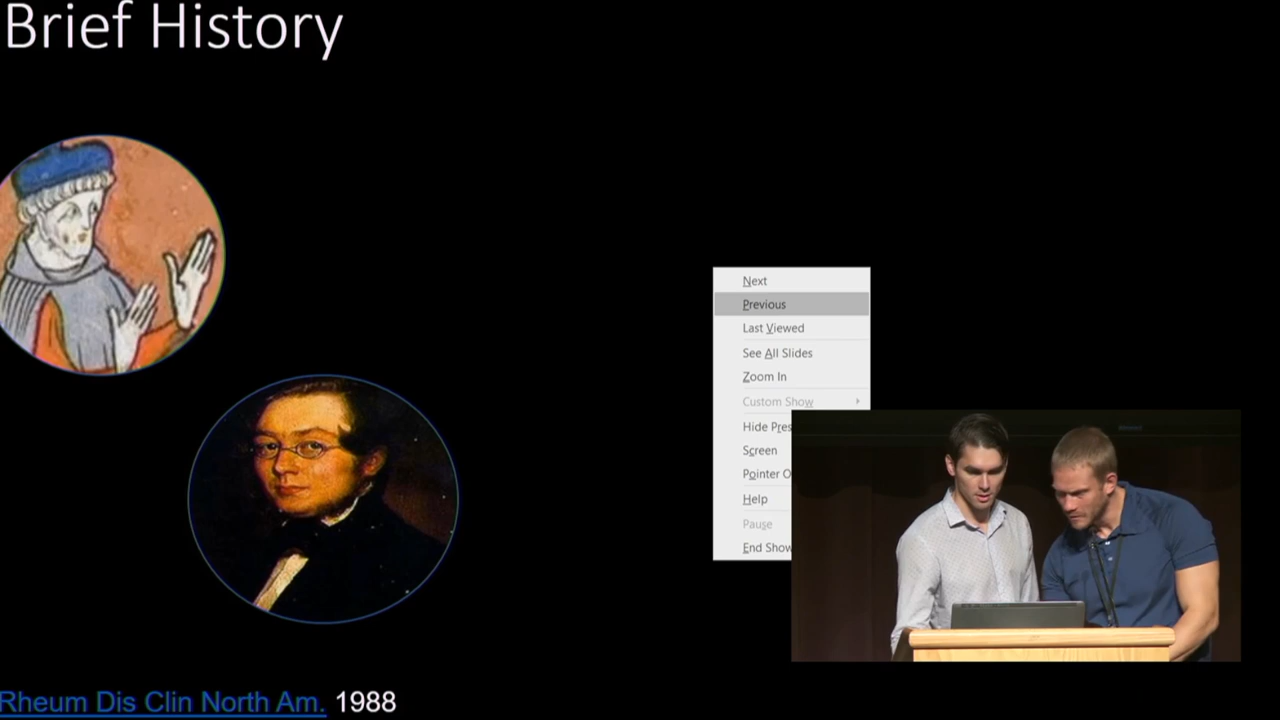 Brief History
Next
Previous
Last Viewed
See All Slides
Zoom In
Custom Show
Hide Pres
Screen
Pointer O
Help
Pause
End Show
Rheum Dis Clin North Am. 1988